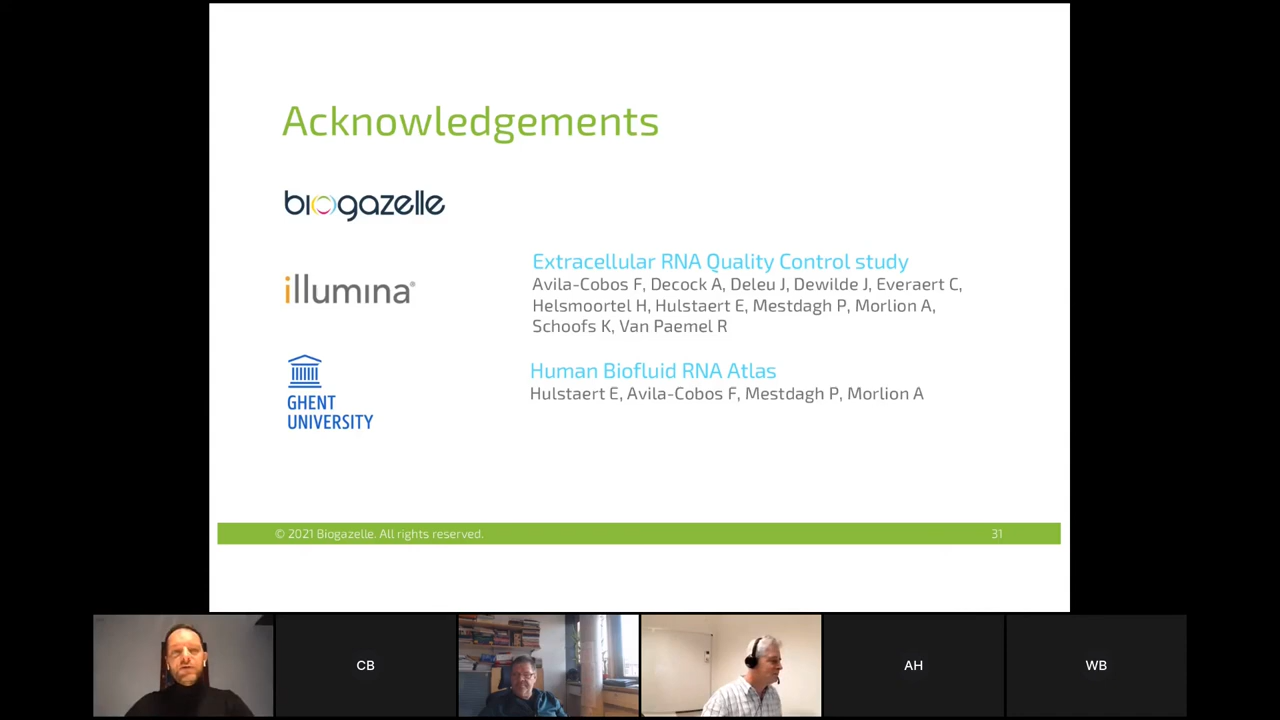 Acknowledgements
biogazelle
illumina®
GHENT
UNIVERSITY
Extracellular RNA Quality Control study
Avila-Cobos F, Decock A, Deleu J, Dewilde J, Everaert C,
Helsmoortel H, Hulstaert E, Mestdagh P, Morlion A,
Schoofs K, Van Paemel R
Human Biofluid RNA Atlas
Hulstaert E, Avila-Cobos F, Mestdagh P, Morlion A
© 2021 Biogazelle. All rights reserved.
31
CB
AH
WB